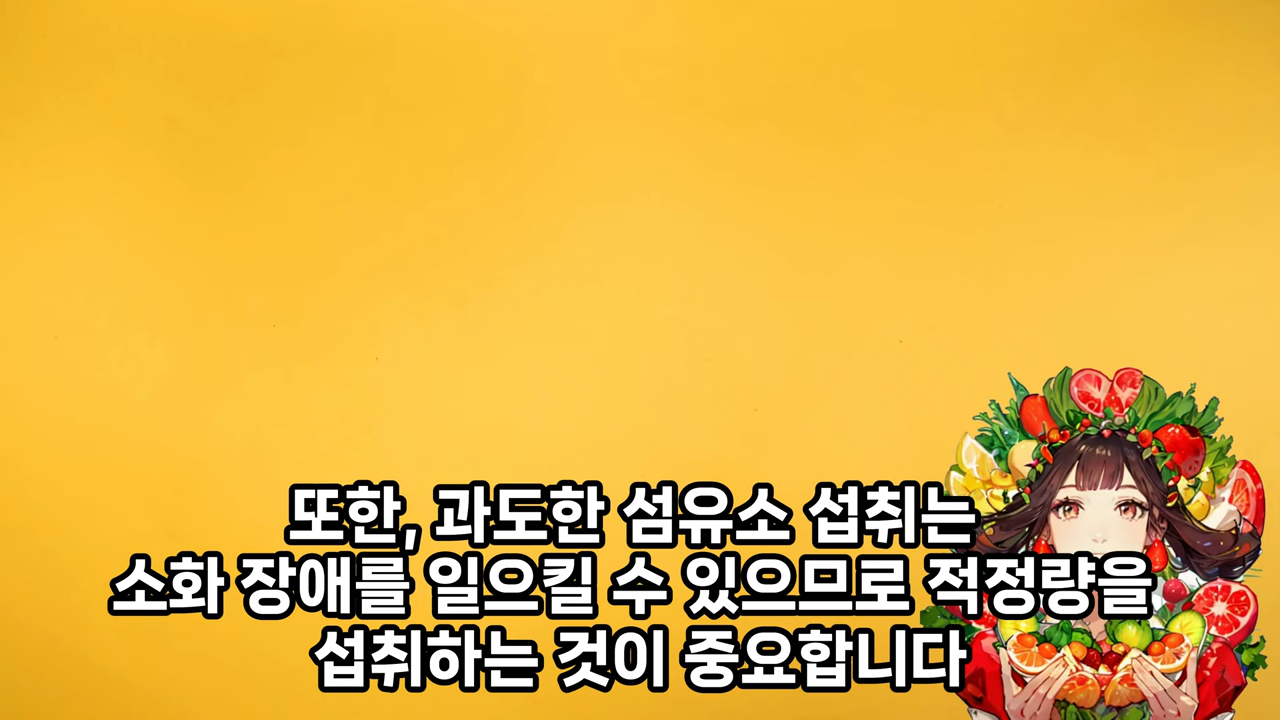 또한, 과도한 섬유소 섭취는
소화 장애를 일으킬 수 있으므로 적정량을
섭취하는 것이 중요합니다